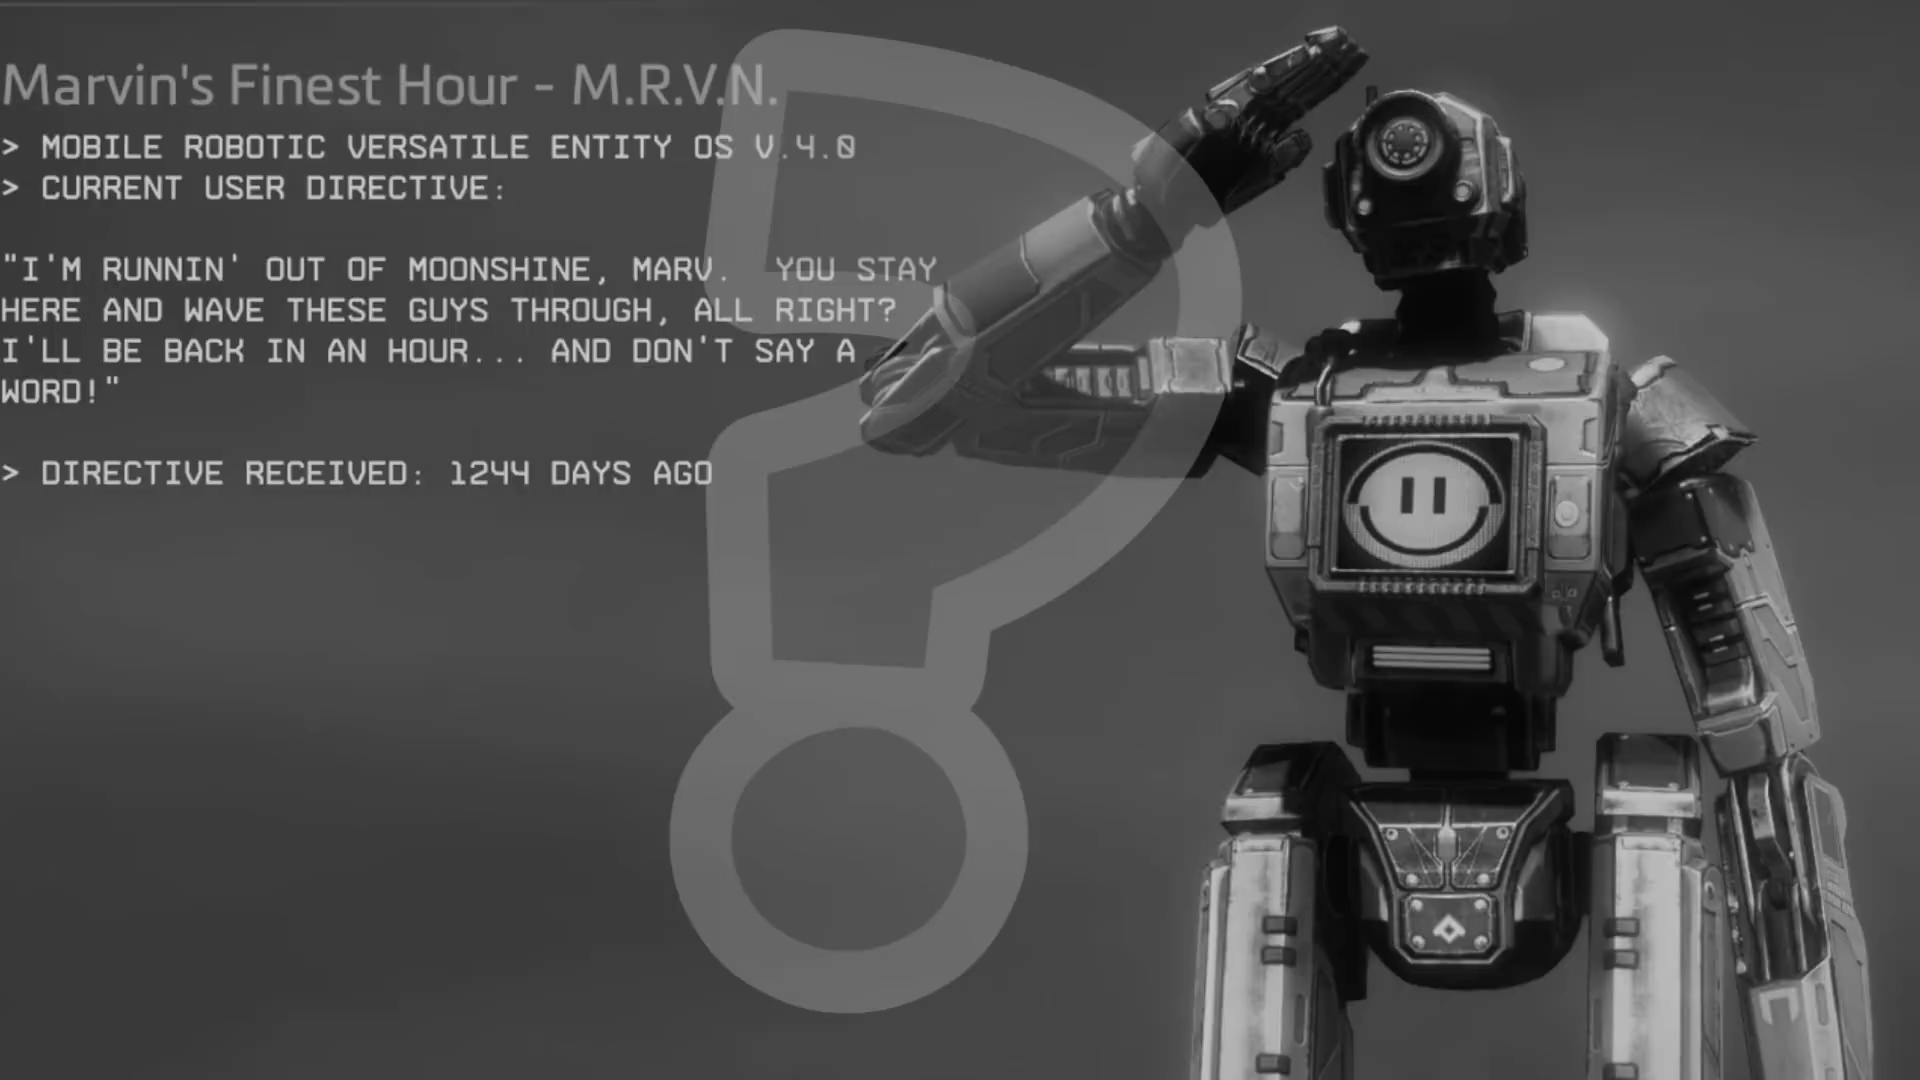 Marvin's Finest Hour - M.R.V.N.
> MOBILE ROBOTIC VERSATILE ENTITY OS V.4.0
> CURRENT USER DIRECTIVE:
"I'M RUNNIN' OUT OF MOONSHINE, MARV.  YOU STAY
HERE AND WAVE THESE GUYS THROUGH, ALL RIGHT?
I'LL BE BACK IN AN HOUR... AND DON'T SAY A
WORD!"
> DIRECTIVE RECEIVED: 1244 DAYS AGO